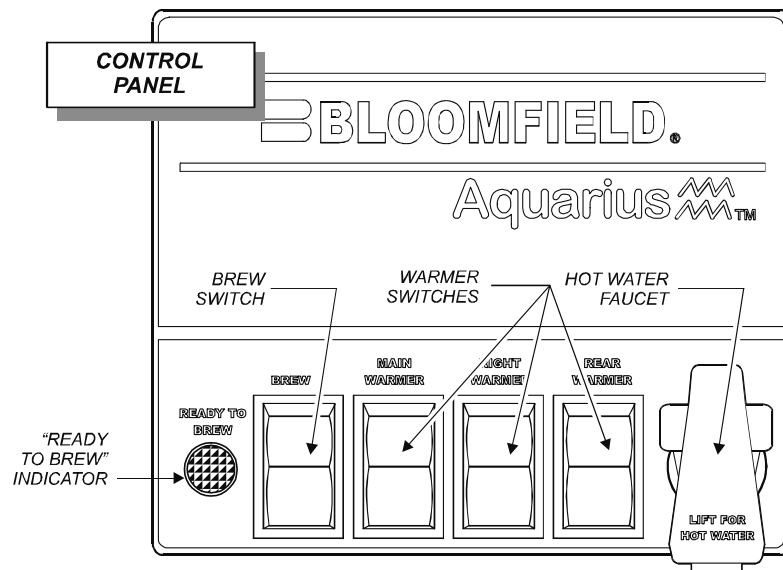 CONTROL
PANEL
BLOOMFIELD®
Aquarius™
BREW
SWITCH
WARMER
SWITCHES
HOT WATER
FAUCET
BREW
MAIN
WARMER
RIGHT
WARMER
REAR
WARMER
READY TO
BREW
“READY
TO BREW”
INDICATOR
LIFT FOR
HOT WATER